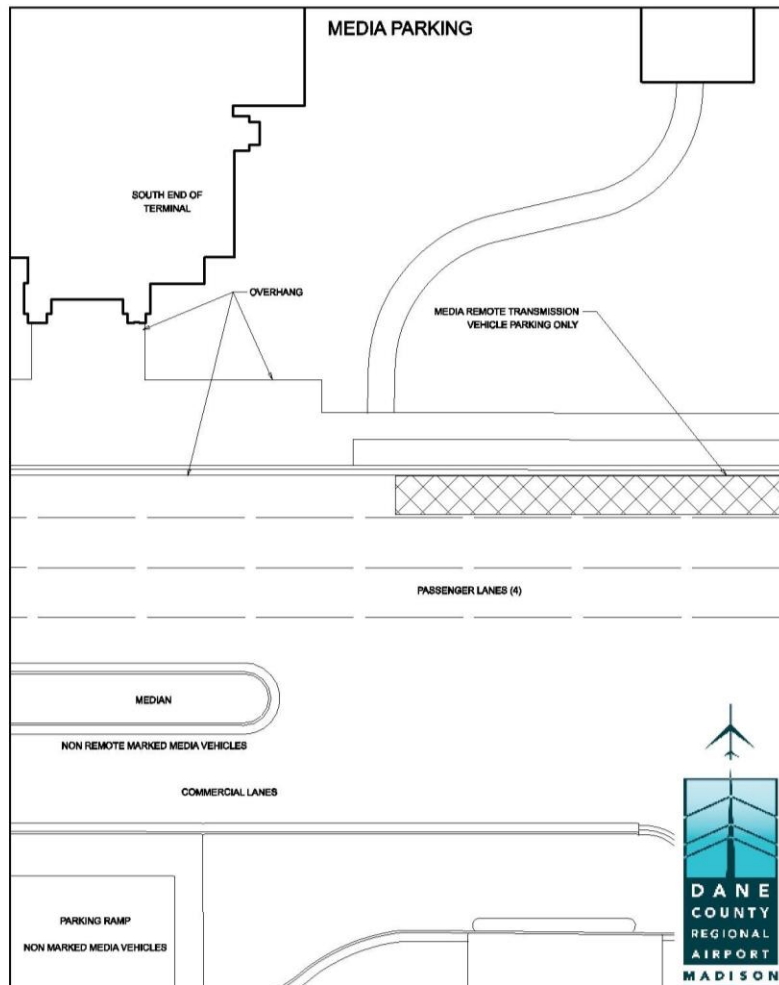 MEDIA PARKING
SOUTH END OF
TERMINAL
OVERHANG
MEDIA REMOTE TRANSMISSION
VEHICLE PARKING ONLY
PASSENGER LANES (4)
MEDIAN
NON REMOTE MARKED MEDIA VEHICLES
COMMERCIAL LANES
PARKING RAMP
NON MARKED MEDIA VEHICLES
DANE
COUNTY
REGIONAL
AIRPORT
MADISON